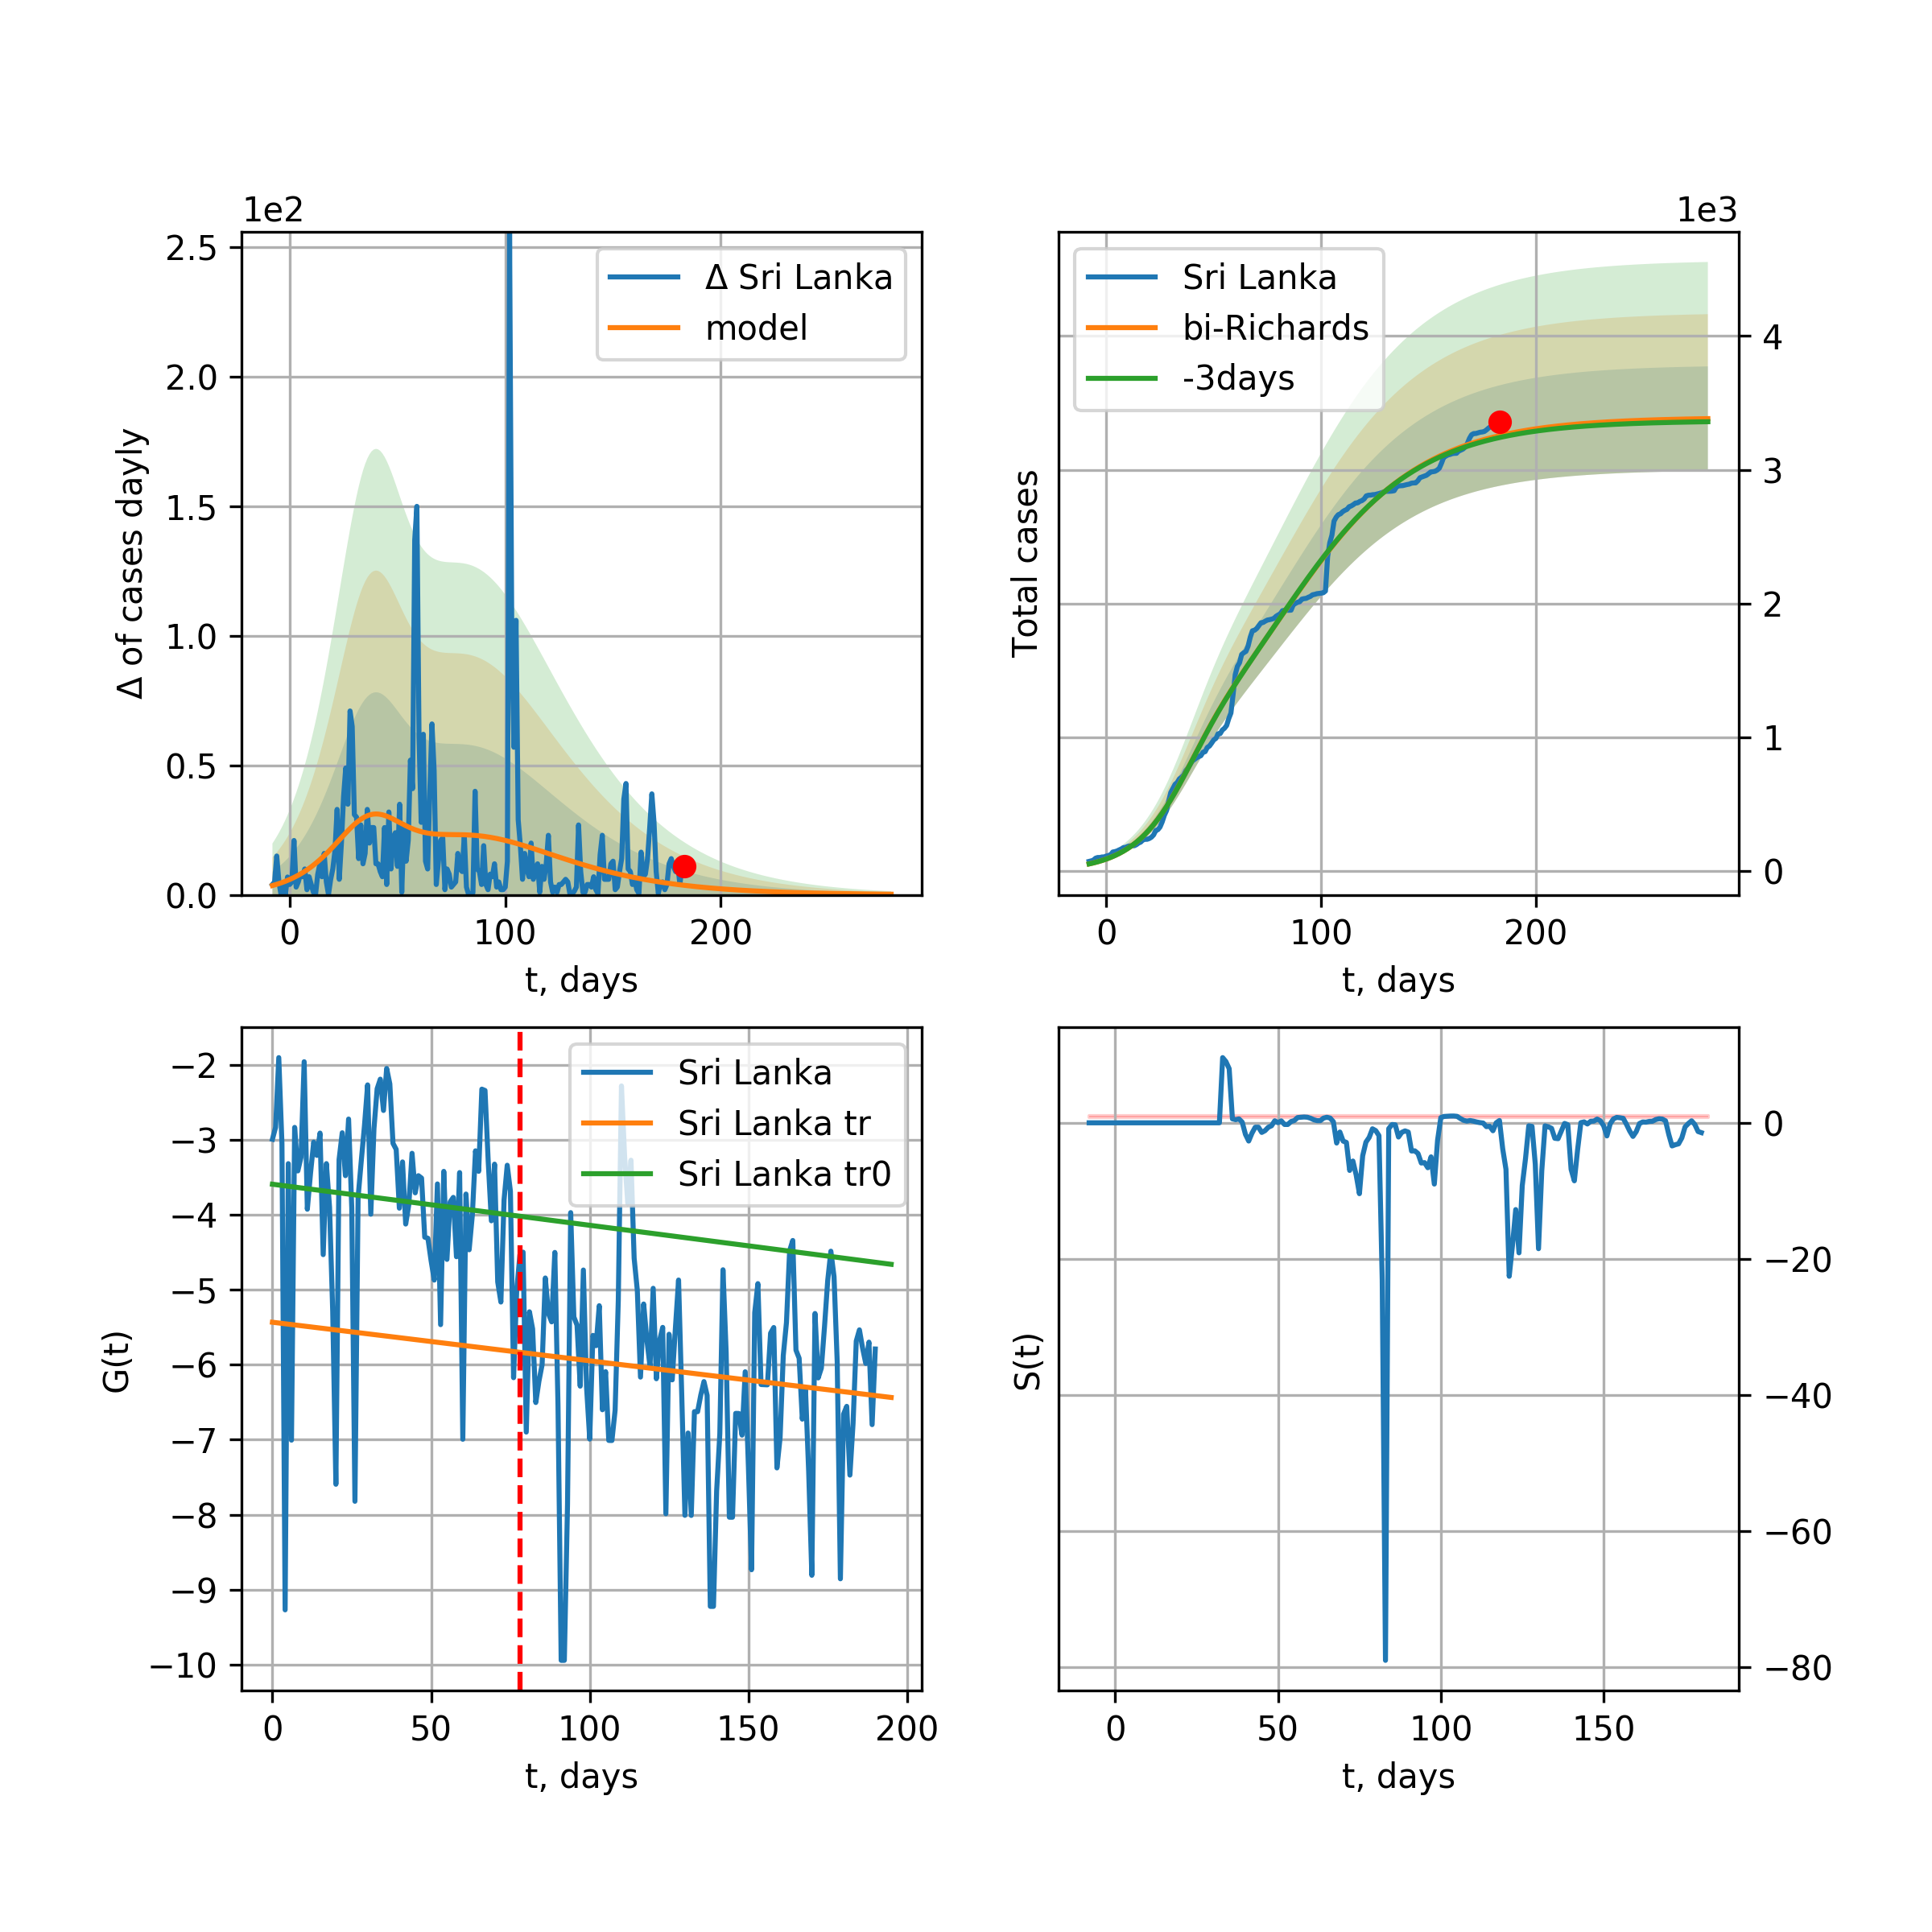 1e2
2.5
2.0
1.5
1.0
0.5
0.0
Δ of cases dayly
Δ Sri Lanka
model
0
100
200
t, days
1e3
Total cases
Sri Lanka
bi-Richards
-3days
4
3
2
1
0
0
100
200
t, days
G(t)
−2
−3
−4
−5
−6
−7
−8
−9
−10
Sri Lanka
Sri Lanka tr
Sri Lanka tr0
0
50
100
150
200
t, days
S(t)
0
−20
−40
−60
−80
0
50
100
150
t, days